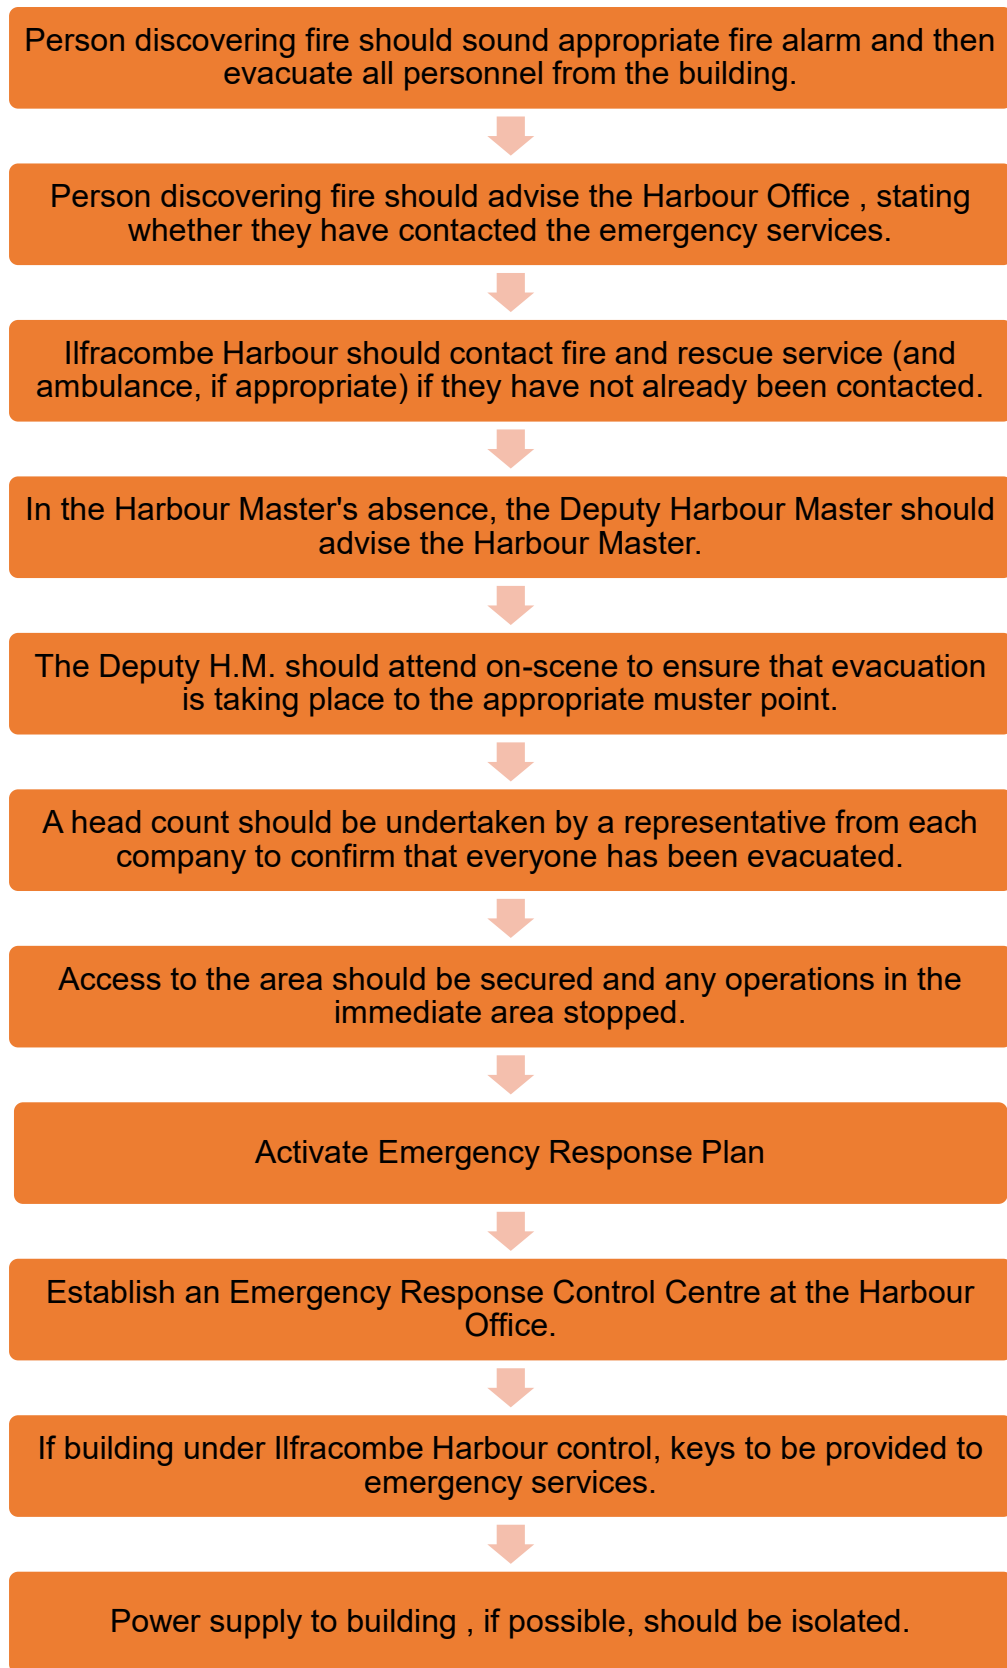 Person discovering fire should sound appropriate fire alarm and then
evacuate all personnel from the building.
Person discovering fire should advise the Harbour Office , stating
whether they have contacted the emergency services.
Ilfracombe Harbour should contact fire and rescue service (and
ambulance, if appropriate) if they have not already been contacted.
In the Harbour Master's absence, the Deputy Harbour Master should
advise the Harbour Master.
The Deputy H.M. should attend on-scene to ensure that evacuation
is taking place to the appropriate muster point.
A head count should be undertaken by a representative from each
company to confirm that everyone has been evacuated.
Access to the area should be secured and any operations in the
immediate area stopped.
Activate Emergency Response Plan
Establish an Emergency Response Control Centre at the Harbour
Office.
If building under Ilfracombe Harbour control, keys to be provided to
emergency services.
Power supply to building , if possible, should be isolated.